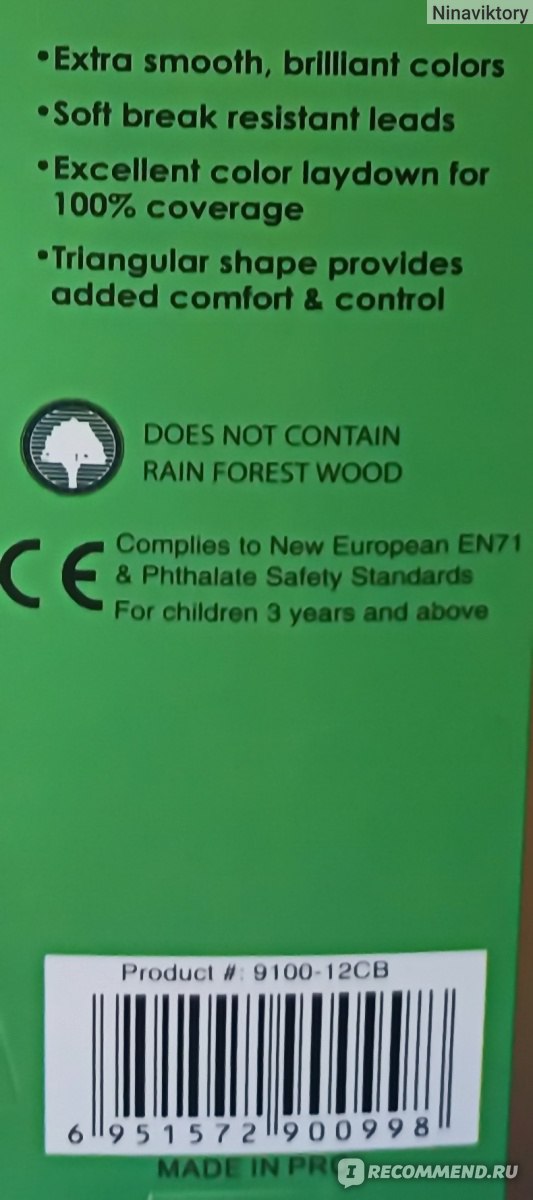 Ninaviktory
•Extra smooth, brilliant colors
•Soft break resistant leads
•Excellent color laydown for
100% coverage
•Triangular shape provides
added comfort & control
DOES NOT CONTAIN
RAIN FOREST WOOD
CE Complies to New European EN71
& Phthalate Safety Standards
For children 3 years and above
Product #: 9100-12CB
6 951572 900998
MADE IN
IRECOMMEND.RU